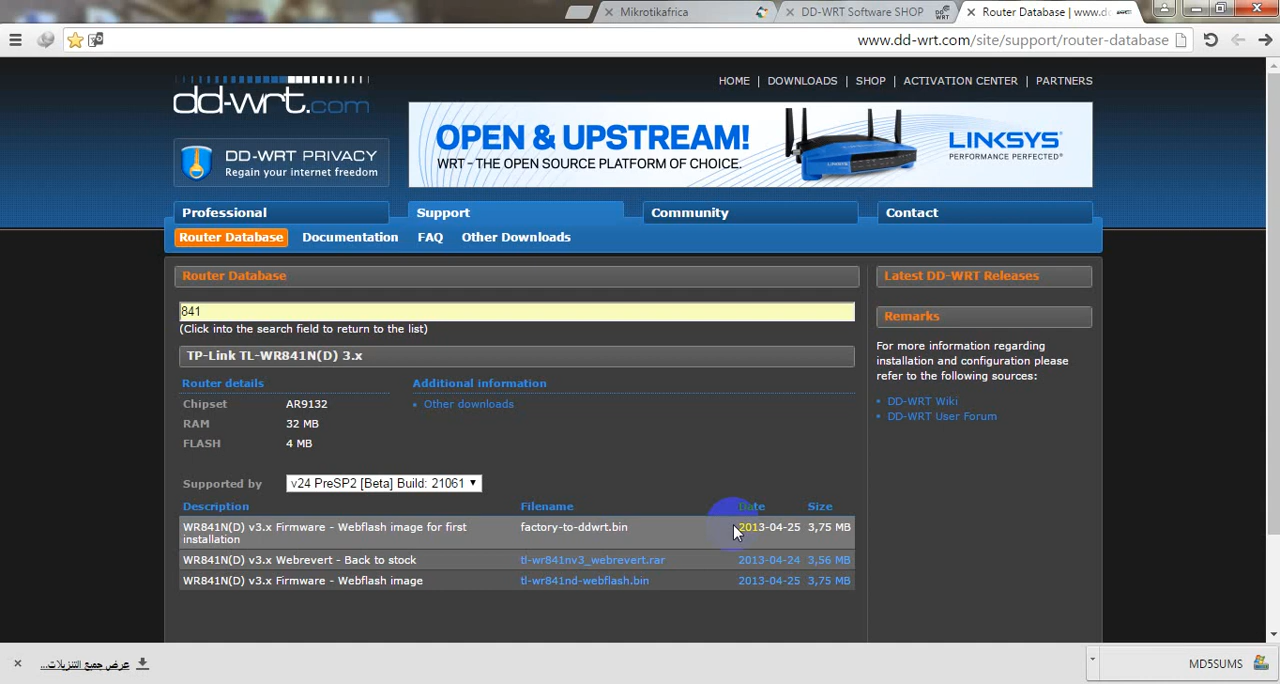 Mikrotikafrica
DD-WRT Software SHOP
Router Database | www.dd
www.dd-wrt.com/site/support/router-database
dd-wrt.com
HOME | DOWNLOADS | SHOP | ACTIVATION CENTER | PARTNERS
DD-WRT PRIVACY
Regain your internet freedom
OPEN & UPSTREAM!
WRT – THE OPEN SOURCE PLATFORM OF CHOICE.
LINKSYS
PERFORMANCE PERFECTED
Professional
Support
Community
Contact
Router Database
Documentation
FAQ
Other Downloads
Router Database
841
(Click into the search field to return to the list)
TP-Link TL-WR841N(D) 3.x
Router details
Additional information
Chipset AR9132
• Other downloads
RAM 32 MB
FLASH 4 MB
Supported by v24 PreSP2 [Beta] Build: 21061
Description Filename Date Size
WR841N(D) v3.x Firmware - Webflash image for first factory-to-ddwrt.bin 2013-04-25 3,75 MB
installation
WR841N(D) v3.x Webrevert - Back to stock tl-wr841nv3_webrevert.rar 2013-04-24 3,56 MB
WR841N(D) v3.x Firmware - Webflash image tl-wr841nd-webflash.bin 2013-04-25 3,75 MB
Latest DD-WRT Releases
Remarks
For more information regarding
installation and configuration please
refer to the following sources:
• DD-WRT Wiki
• DD-WRT User Forum
عرض جميع التنزيلات...
MD5SUMS